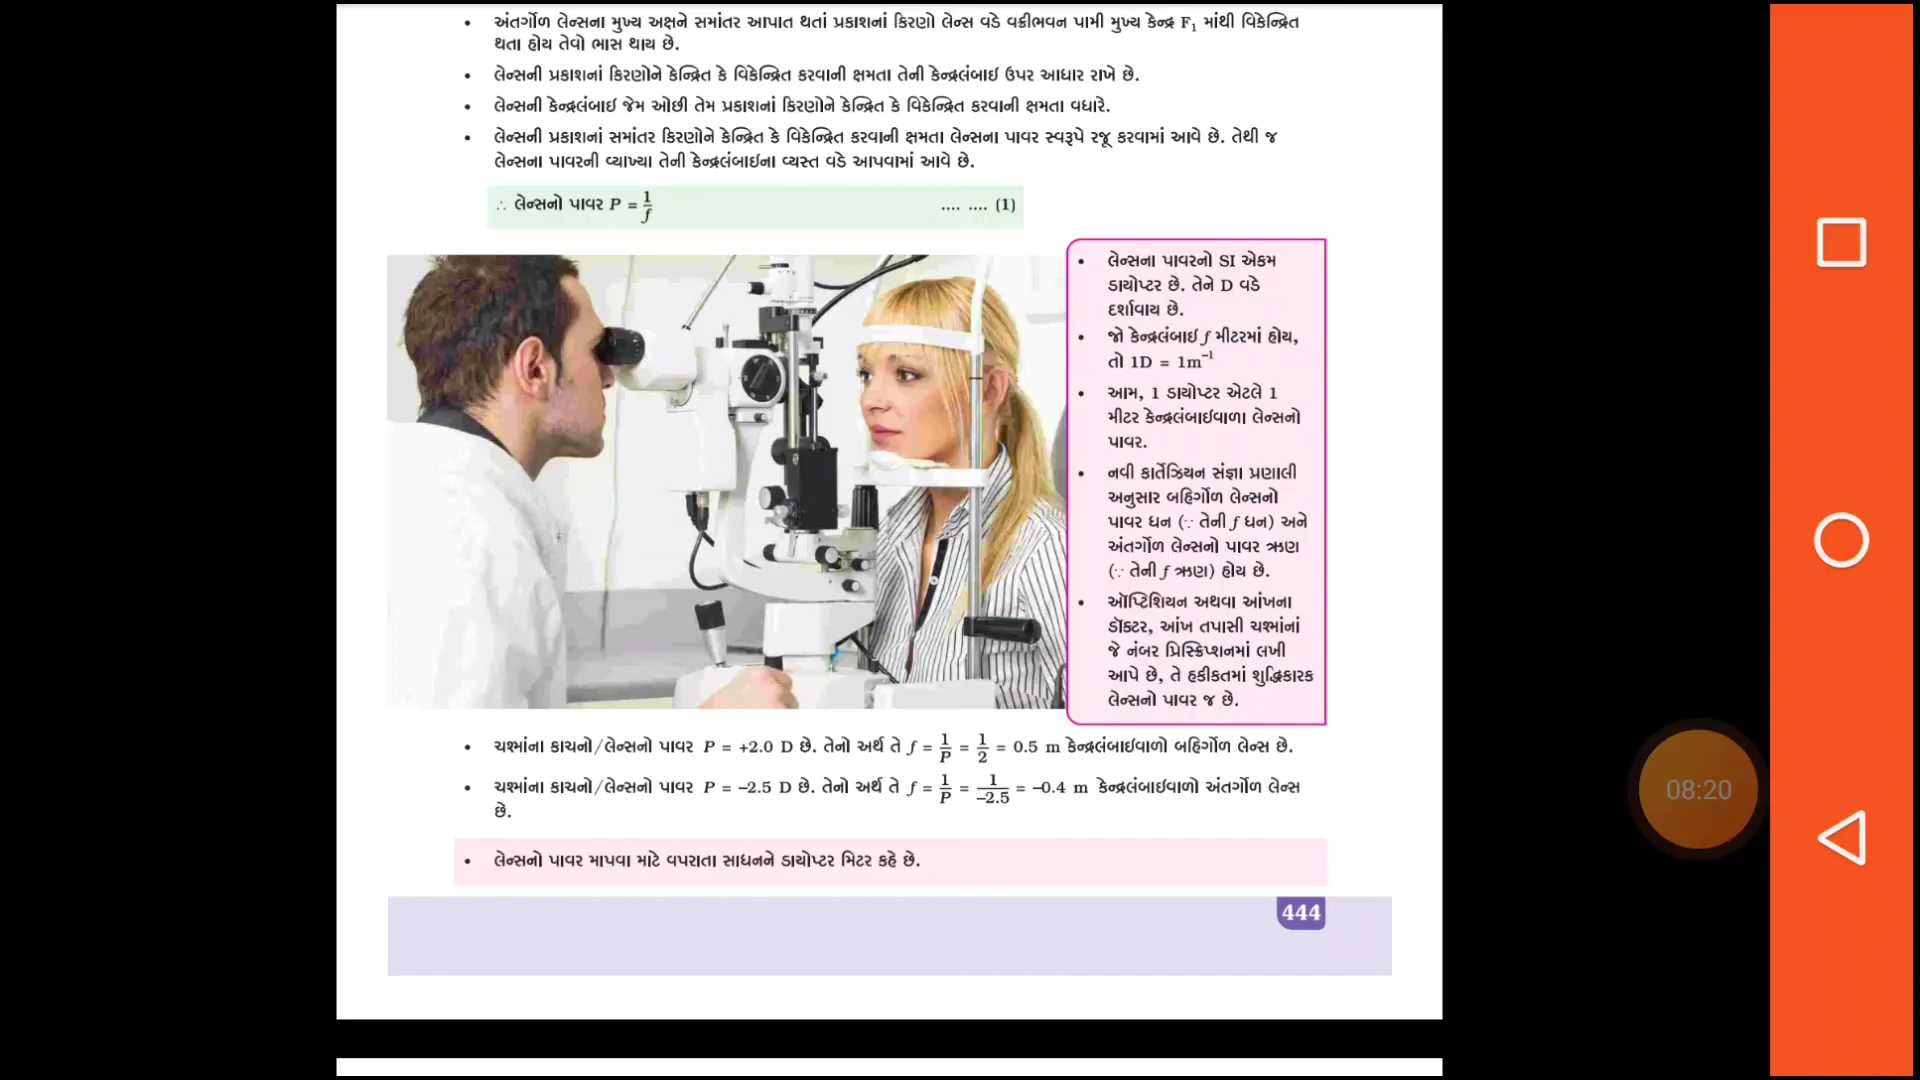 • અંતર્ગોળ લેન્સના મુખ્ય અક્ષને સમાંતર આપાત થતાં પ્રકાશનાં કિરણો લેન્સ વડે વક્રીભવન પામી મુખ્ય કેન્દ્ર F₁ માંથી વિકેન્દ્રિત
થતા હોય તેવો ભાસ થાય છે.
• લેન્સની પ્રકાશનાં કિરણોને કેન્દ્રિત કે વિકેન્દ્રિત કરવાની ક્ષમતા તેની કેન્દ્રલંબાઈ ઉપર આધાર રાખે છે.
• લેન્સની કેન્દ્રલંબાઈ જેમ ઓછી તેમ પ્રકાશનાં કિરણોને કેન્દ્રિત કે વિકેન્દ્રિત કરવાની ક્ષમતા વધારે.
• લેન્સની પ્રકાશનાં સમાંતર કિરણોને કેન્દ્રિત કે વિકેન્દ્રિત કરવાની ક્ષમતા લેન્સના પાવર સ્વરૂપે રજૂ કરવામાં આવે છે. તેથી જ
લેન્સના પાવરની વ્યાખ્યા તેની કેન્દ્રલંબાઈના વ્યસ્ત વડે આપવામાં આવે છે.
∴ લેન્સનો પાવર P = 1/f .... .... (1)
• લેન્સના પાવરનો SI એકમ
ડાયોપ્ટર છે. તેને D વડે
દર્શાવાય છે.
• જો કેન્દ્રલંબાઈ f મીટરમાં હોય,
તો 1D = 1m⁻¹
• આમ, 1 ડાયોપ્ટર એટલે 1
મીટર કેન્દ્રલંબાઈવાળા લેન્સનો
પાવર.
• નવી કાર્તેઝિયન સંજ્ઞા પ્રણાલી
અનુસાર બહિર્ગોળ લેન્સનો
પાવર ધન (∵ તેની f ધન) અને
અંતર્ગોળ લેન્સનો પાવર ઋણ
(∵ તેની f ઋણ) હોય છે.
• ઑપ્ટિશિયન અથવા આંખના
ડૉક્ટર, આંખ તપાસી ચશ્માંનાં
જે નંબર પ્રિસ્ક્રિપ્શનમાં લખી
આપે છે, તે હકીકતમાં શુદ્ધિકારક
લેન્સનો પાવર જ છે.
• ચશ્માંના કાચનો/લેન્સનો પાવર P = +2.0 D છે. તેનો અર્થ તે f = 1/P = 1/2 = 0.5 m કેન્દ્રલંબાઈવાળો બહિર્ગોળ લેન્સ છે.
• ચશ્માંના કાચનો/લેન્સનો પાવર P = –2.5 D છે. તેનો અર્થ તે f = 1/P = 1/–2.5 = –0.4 m કેન્દ્રલંબાઈવાળો અંતર્ગોળ લેન્સ
છે.
• લેન્સનો પાવર માપવા માટે વપરાતા સાધનને ડાયોપ્ટર મિટર કહે છે.
444
08:20